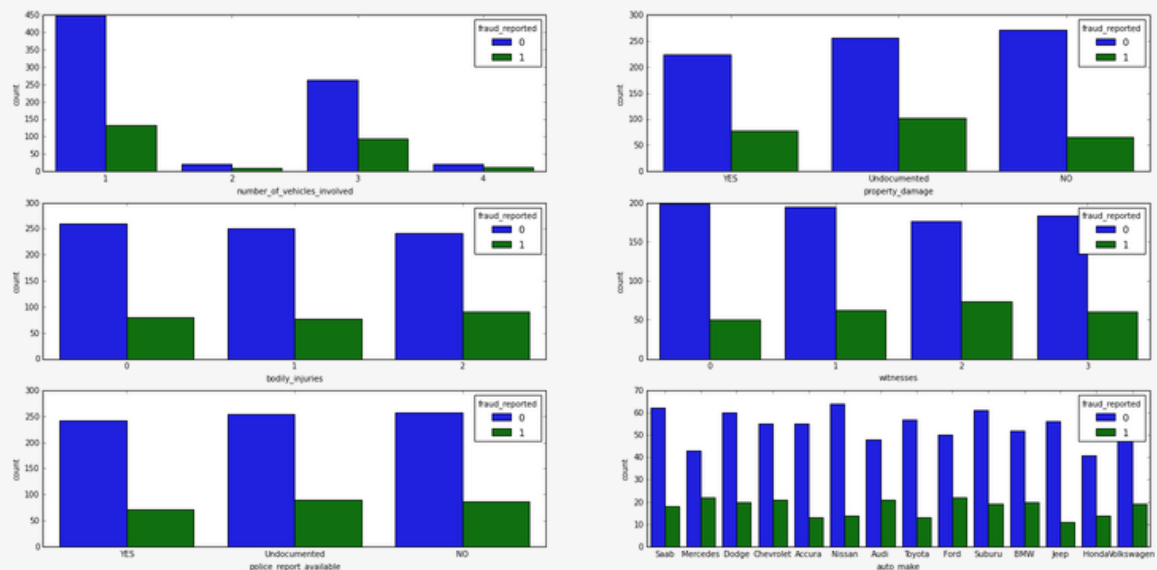 450
400
350
300
250
200
150
100
50
0
count
fraud_reported
0
1
1 2 3 4
number_of_vehicles_involved
300
250
200
150
100
50
0
count
fraud_reported
0
1
YES Undocumented NO
property_damage
300
250
200
150
100
50
0
count
fraud_reported
0
1
0 1 2
bodily_injuries
200
150
100
50
0
count
fraud_reported
0
1
0 1 2 3
witnesses
300
250
200
150
100
50
0
count
fraud_reported
0
1
YES Undocumented NO
police_report_available
70
60
50
40
30
20
10
0
count
fraud_reported
0
1
Saab Mercedes Dodge Chevrolet Accura Nissan Audi Toyota Ford Suburu BMW Jeep Honda Volkswagen
auto_make